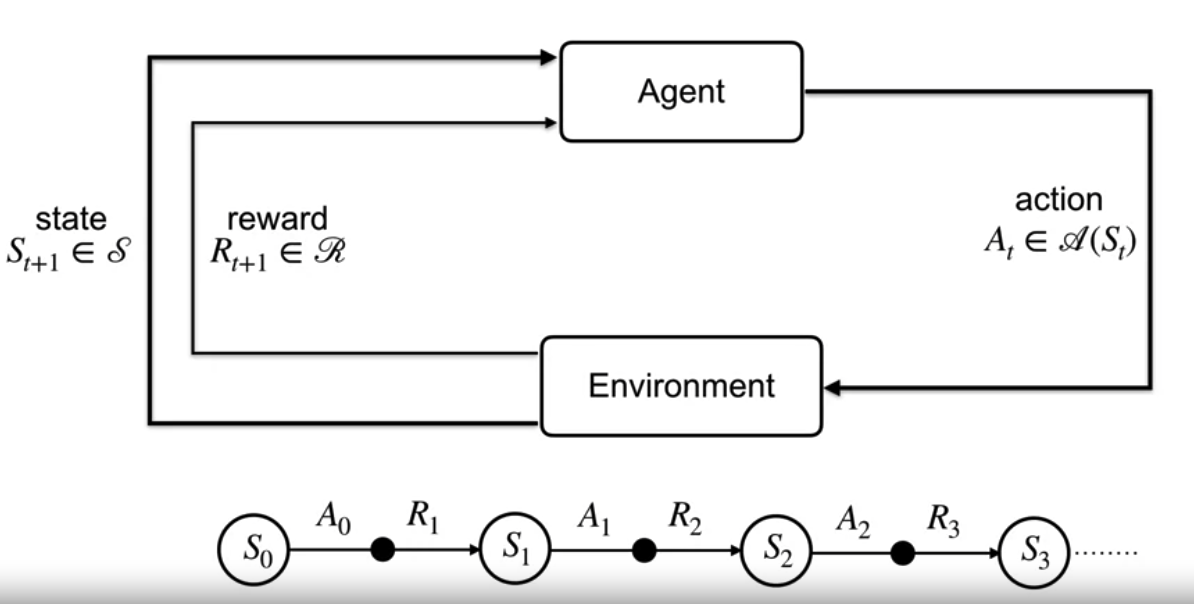 Agent
state
S_{t+1} ∈ 𝒮
reward
R_{t+1} ∈ ℛ
action
A_t ∈ 𝒜(S_t)
Environment
A_0 R_1 A_1 R_2 A_2 R_3
S_0 S_1 S_2 S_3 ........